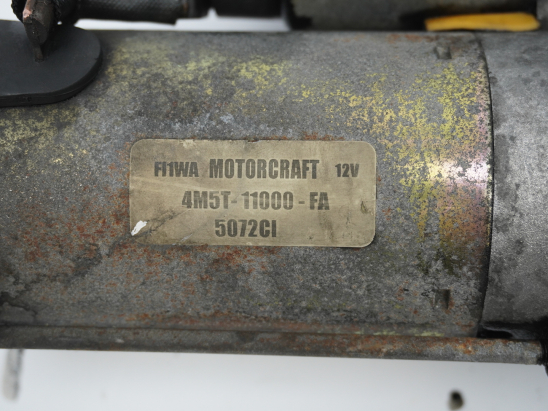 FI1WA MOTORCRAFT 12V
4M5T-11000-FA
5072CI